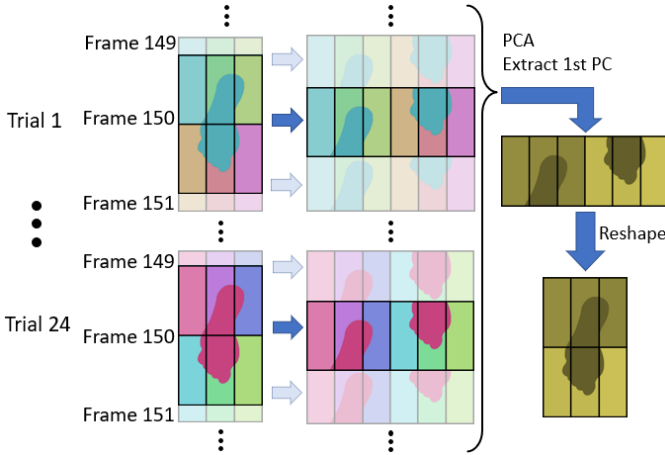 Frame 149
Trial 1
Frame 150
Frame 151
PCA
Extract 1st PC
Reshape
Frame 149
Trial 24
Frame 150
Frame 151